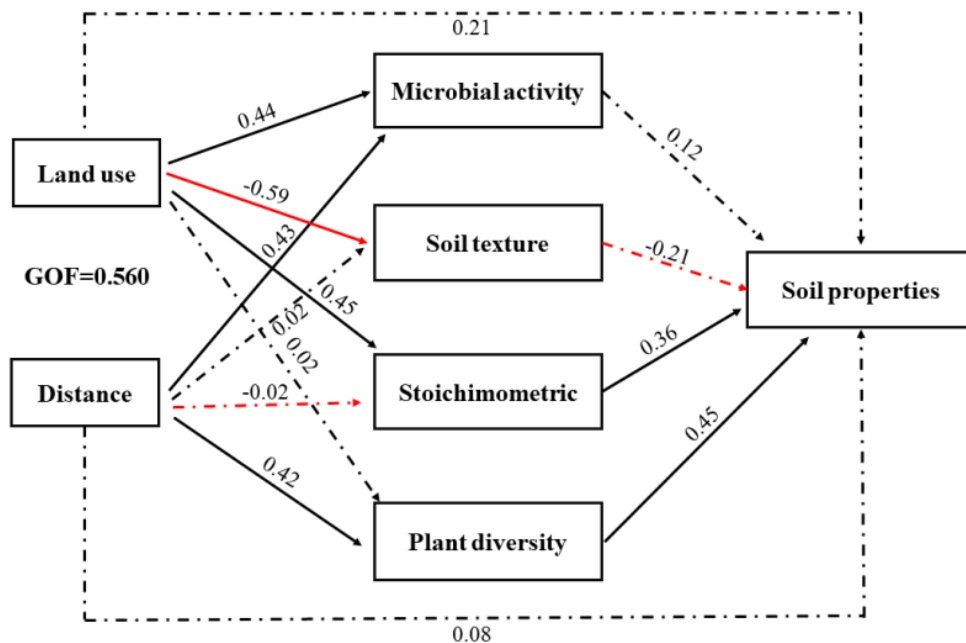 0.21
Microbial activity
0.44
0.12
Land use
-0.59
Soil texture
0.43
-0.21
GOF=0.560
Soil properties
0.45
0.02
0.02
0.36
Distance
-0.02
Stoichimometric
0.45
0.42
Plant diversity
0.08